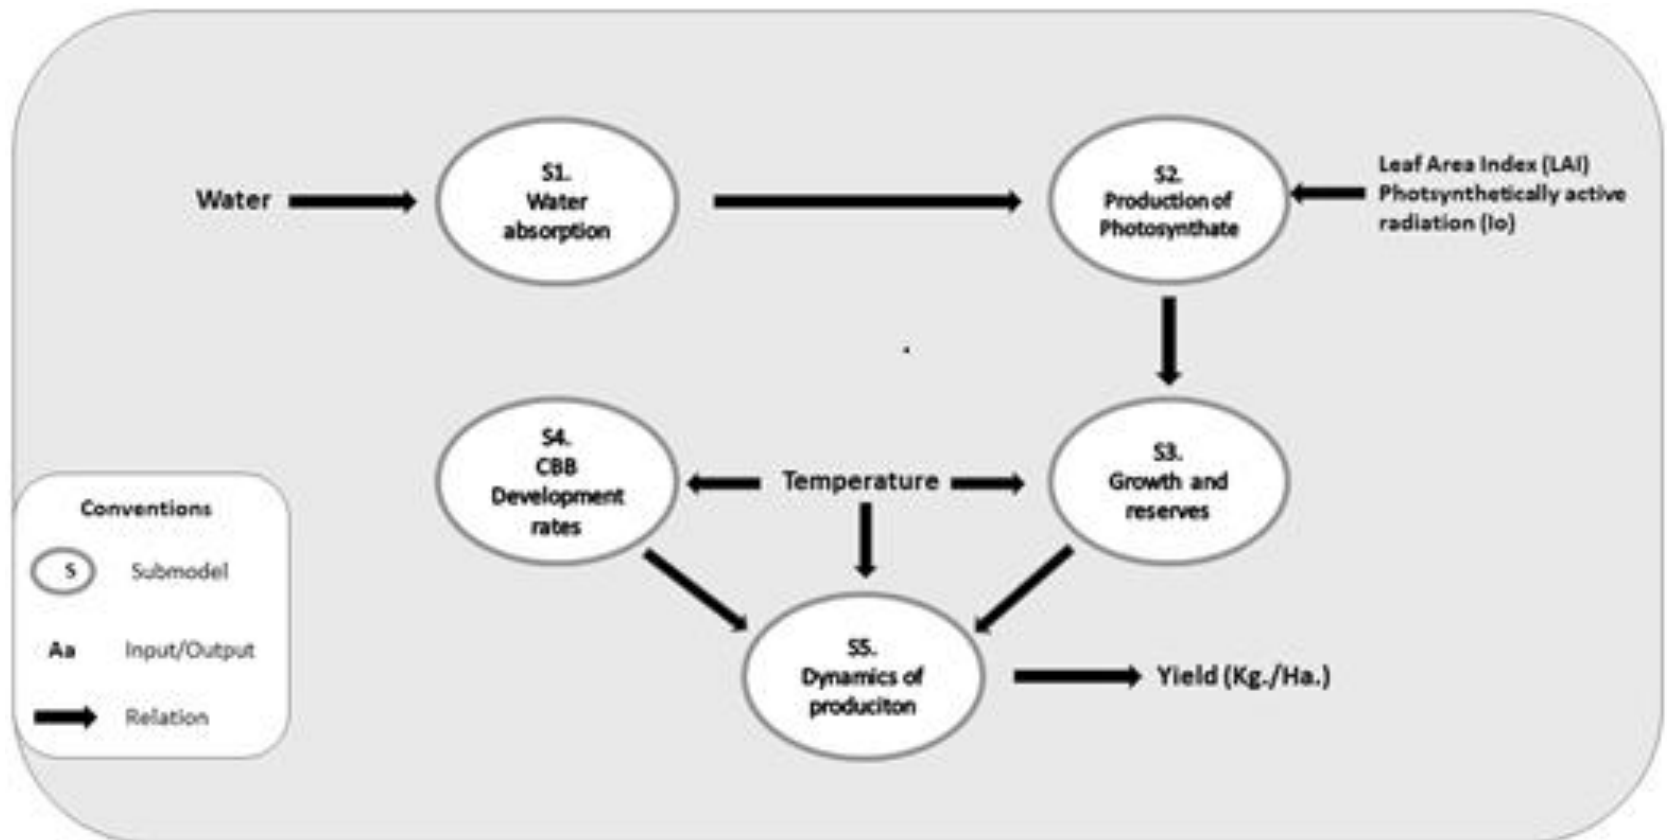 S1.
Water
absorption
Water
S2.
Production of
Photosynthate
Leaf Area Index (LAI)
Photsynthetically active
radiation (Io)
S4.
CBB
Development
rates
Temperature
S3.
Growth and
reserves
S5.
Dynamics of
produciton
Yield (Kg./Ha.)
Conventions
S
Submodel
Aa
Input/Output
Relation